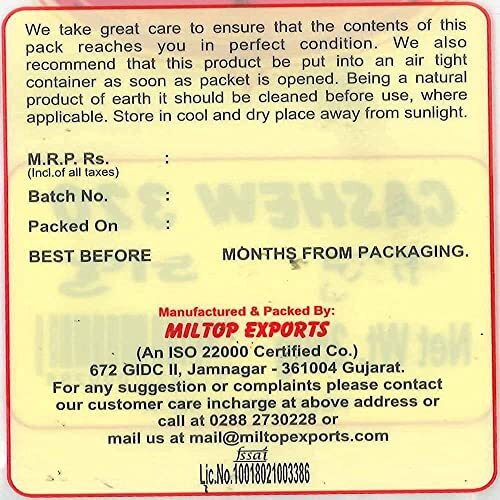 We take great care to ensure that the contents of this
pack reaches you in perfect condition. We also
recommend that this product be put into an air tight
container as soon as packet is opened. Being a natural
product of earth it should be cleaned before use, where
applicable. Store in cool and dry place away from sunlight.
M.R.P. Rs. :
(Incl.of all taxes)
Batch No. :
Packed On :
BEST BEFORE MONTHS FROM PACKAGING.
CASHEW 320
काजू
Net Wt
Manufactured & Packed By:
MILTOP EXPORTS
(An ISO 22000 Certified Co.)
672 GIDC II, Jamnagar - 361004 Gujarat.
For any suggestion or complaints please contact
our customer care incharge at above address or
call at 0288 2730228 or
mail us at mail@miltopexports.com
fssai
Lic.No.10018021003386